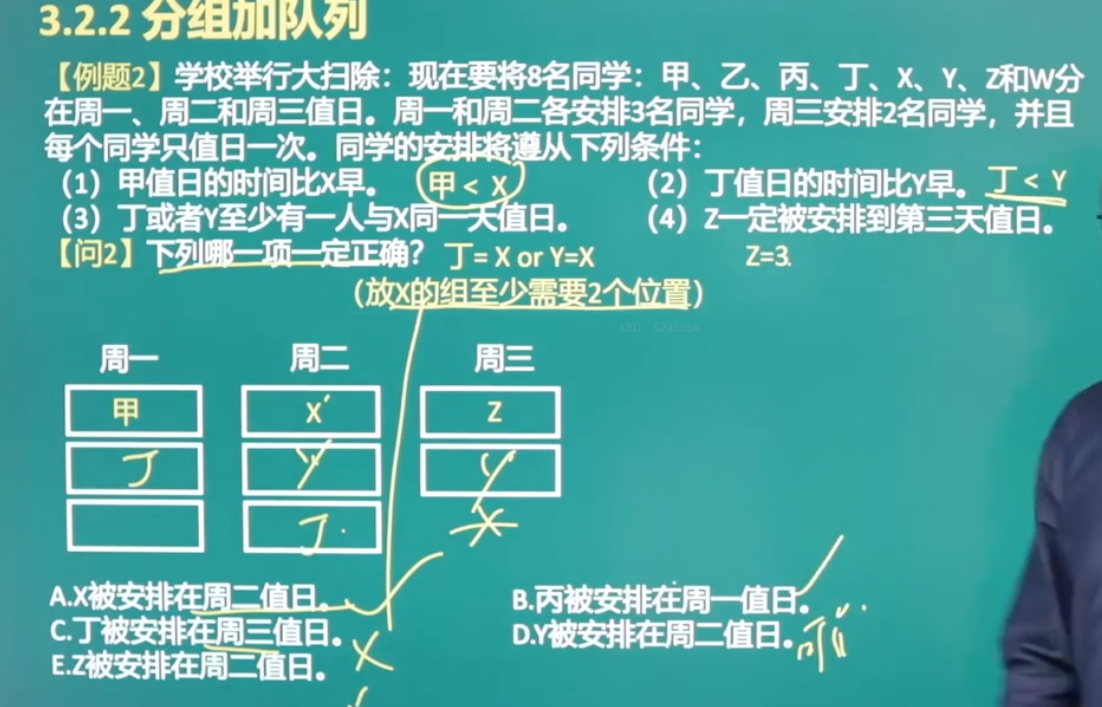 3.2.2 分组加队列
【例题2】学校举行大扫除：现在要将8名同学：甲、乙、丙、丁、X、Y、Z和W分
在周一、周二和周三值日。周一和周二各安排3名同学，周三安排2名同学，并且
每个同学只值日一次。同学的安排将遵从下列条件：
（1）甲值日的时间比X早。 甲 < X （2）丁值日的时间比Y早。 丁 < Y
（3）丁或者Y至少有一人与X同一天值日。 （4）Z一定被安排到第三天值日。
【问2】下列哪一项一定正确？ 丁= X or Y=X Z=3.
（放X的组至少需要2个位置）
UID: 5243556
周一 周二 周三
甲 X Z
丁 Y Y
丁 X
A.X被安排在周二值日。 B.丙被安排在周一值日。
C.丁被安排在周三值日。 D.Y被安排在周二值日。
E.Z被安排在周二值日。